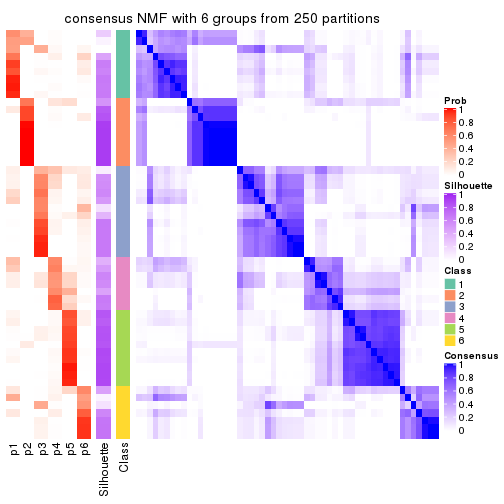 consensus NMF with 6 groups from 250 partitions
Prob
1
0.8
0.6
0.4
0.2
0
Silhouette
1
0.8
0.6
0.4
0.2
0
Class
1
2
3
4
5
6
Consensus
1
0.8
0.6
0.4
0.2
0
p1
p2
p3
p4
p5
p6
Silhouette
Class